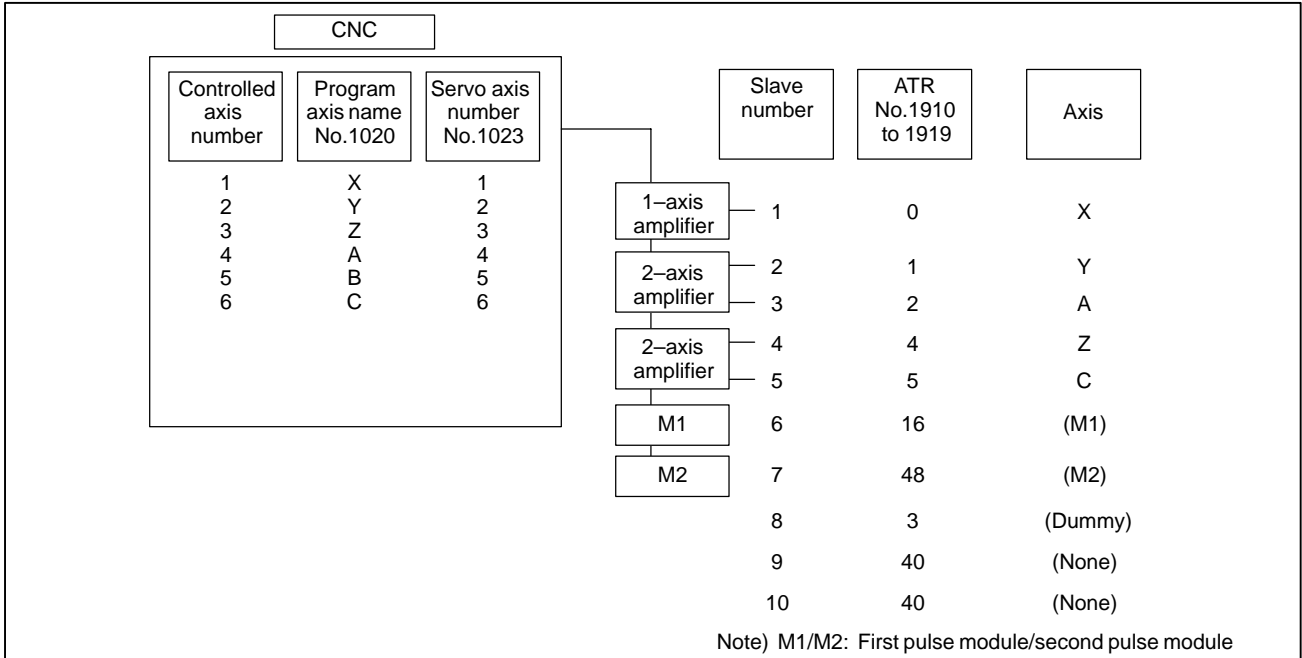 CNC
Controlled axis number
Program axis name No.1020
Servo axis number No.1023
1 X 1
2 Y 2
3 Z 3
4 A 4
5 B 5
6 C 6
Slave number
ATR No.1910 to 1919
Axis
1–axis amplifier
1 0 X
2–axis amplifier
2 1 Y
3 2 A
2–axis amplifier
4 4 Z
5 5 C
M1 6 16 (M1)
M2 7 48 (M2)
8 3 (Dummy)
9 40 (None)
10 40 (None)
Note) M1/M2: First pulse module/second pulse module